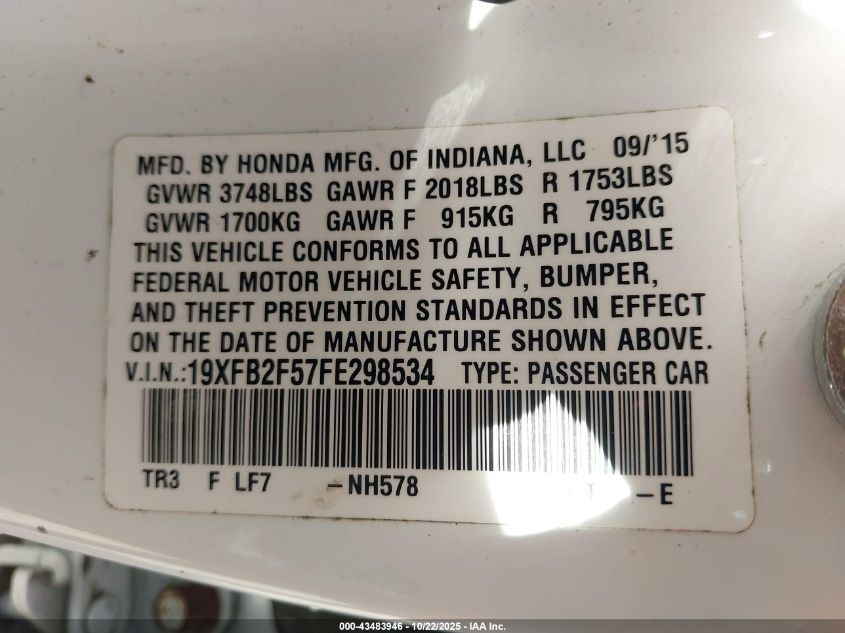 MFD. BY HONDA MFG. OF INDIANA, LLC 09/'15
GVWR 3748LBS GAWR F 2018LBS R 1753LBS
GVWR 1700KG GAWR F 915KG R 795KG
THIS VEHICLE CONFORMS TO ALL APPLICABLE
FEDERAL MOTOR VEHICLE SAFETY, BUMPER,
AND THEFT PREVENTION STANDARDS IN EFFECT
ON THE DATE OF MANUFACTURE SHOWN ABOVE.
V.I.N.:19XFB2F57FE298534 TYPE: PASSENGER CAR
TR3 F LF7 -NH578 -E
000-43483946 - 10/22/2025 - IAA Inc.